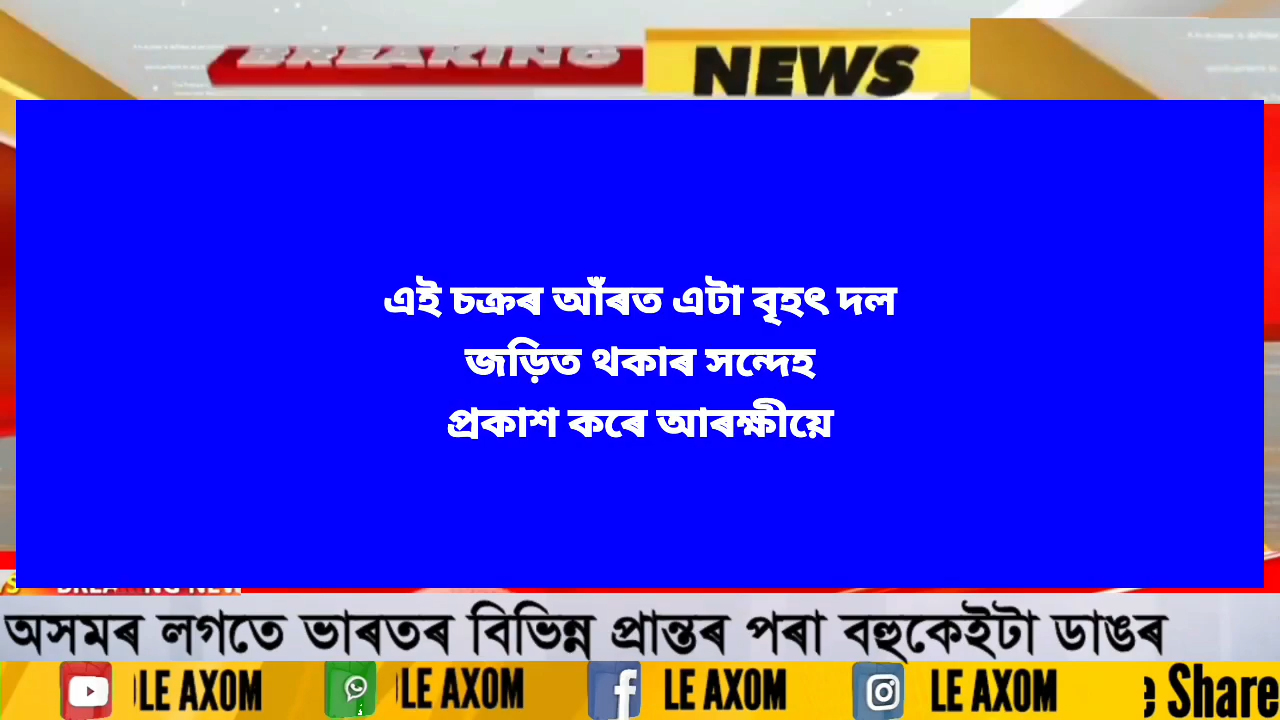 BREAKING
NEWS
এই চক্ৰৰ আঁৰত এটা বৃহৎ দল
জড়িত থকাৰ সন্দেহ
প্ৰকাশ কৰে আৰক্ষীয়ে
অসমৰ লগতে ভাৰতৰ বিভিন্ন প্ৰান্তৰ পৰা বহুকেইটা ডাঙৰ
LE AXOM LE AXOM LE AXOM LE AXOM Share